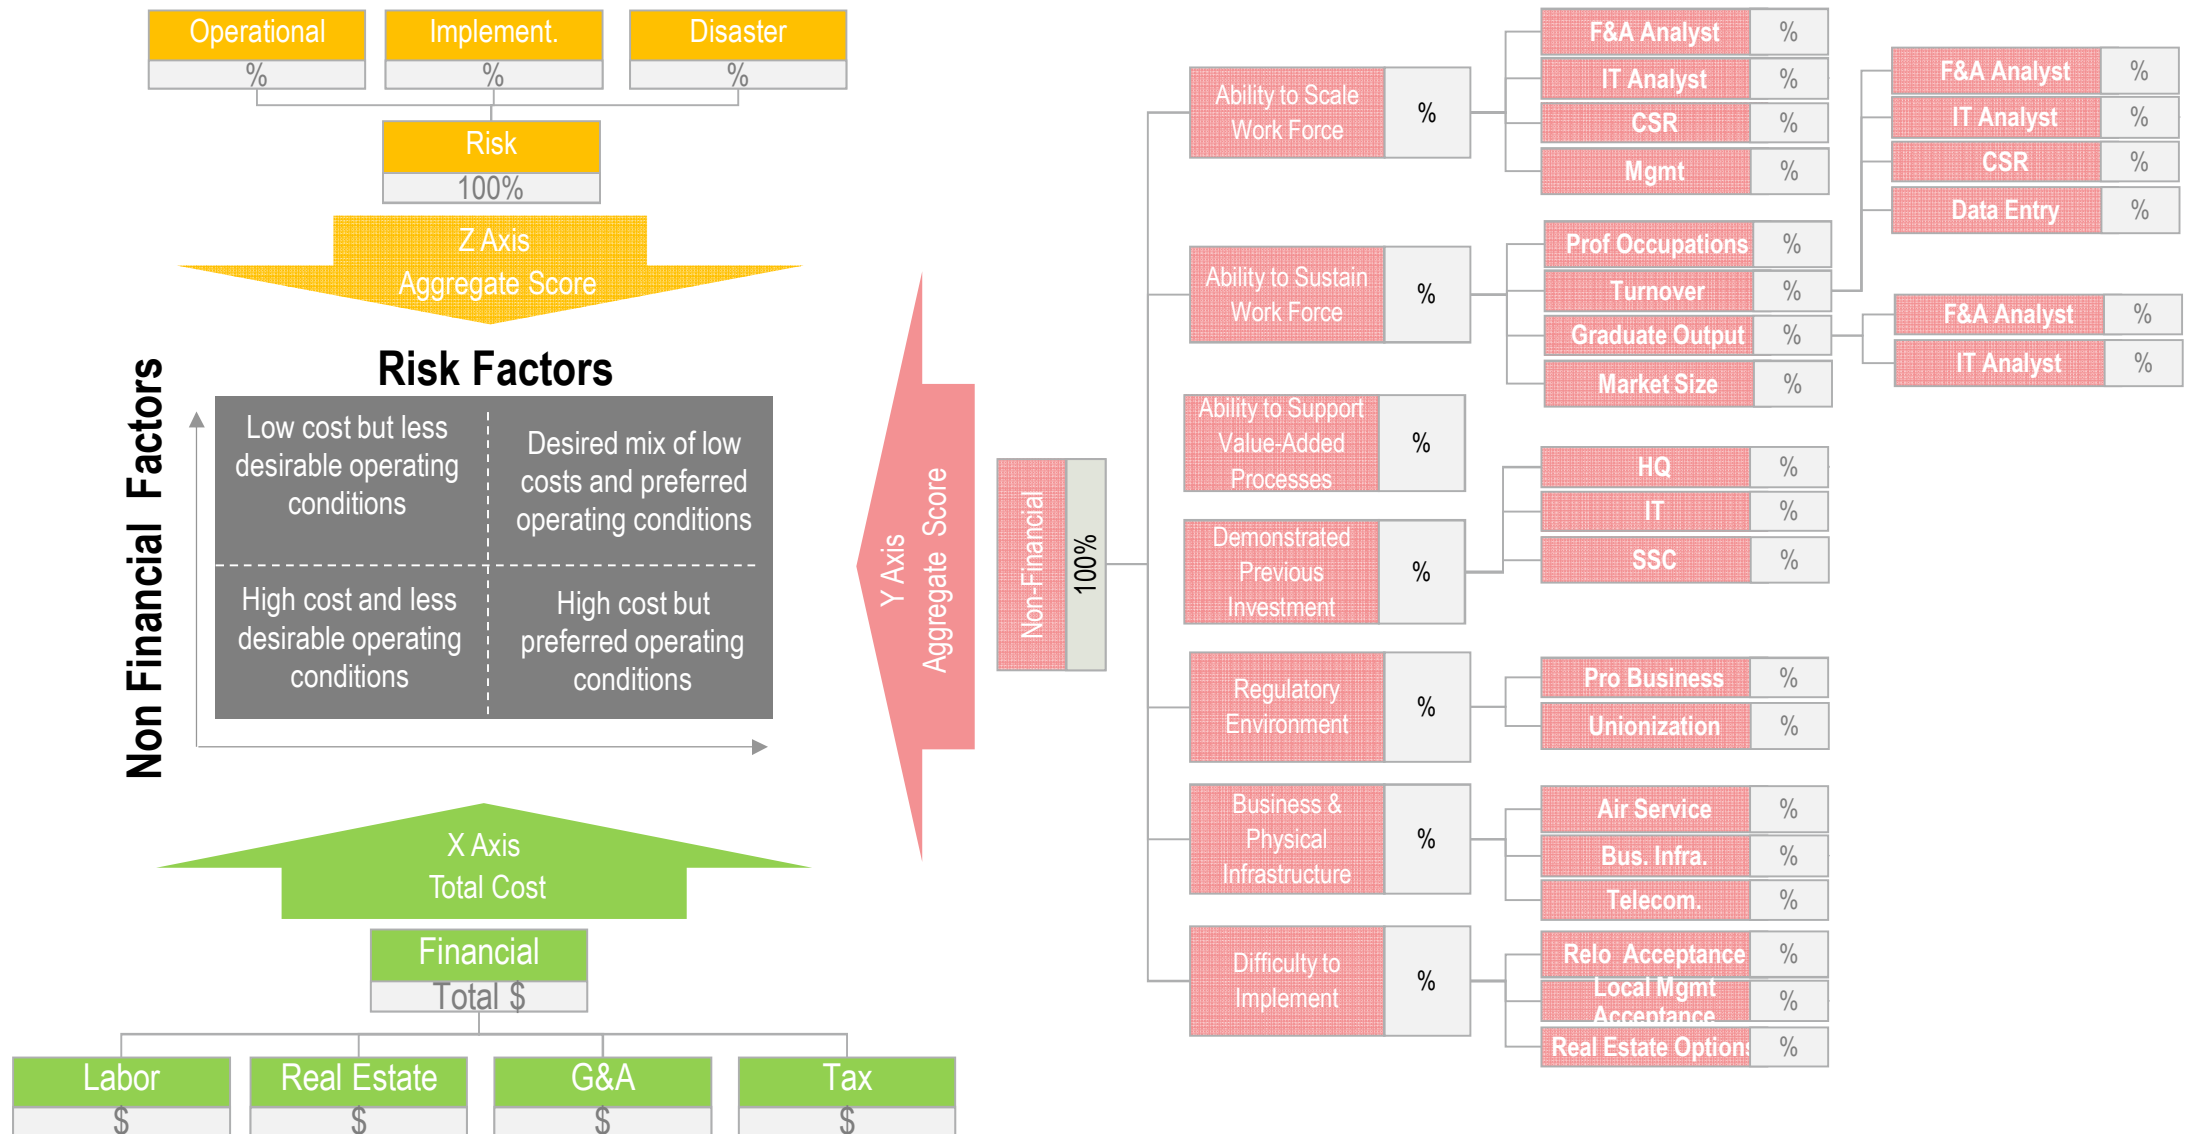 Operational
%
Implement.
%
Disaster
%
Risk
100%
Z Axis
Aggregate Score
Risk Factors
Non Financial Factors
Low cost but less
desirable operating
conditions
Desired mix of low
costs and preferred
operating conditions
High cost and less
desirable operating
conditions
High cost but
preferred operating
conditions
X Axis
Total Cost
Financial
Total $
Labor
$
Real Estate
$
G&A
$
Tax
$
Y Axis
Aggregate Score
Non-Financial
100%
Ability to Scale
Work Force
%
F&A Analyst %
IT Analyst %
CSR %
Mgmt %
Ability to Sustain
Work Force
%
Prof Occupations %
Turnover %
Graduate Output %
Market Size %
F&A Analyst %
IT Analyst %
CSR %
Data Entry %
F&A Analyst %
IT Analyst %
Ability to Support
Value-Added
Processes
%
Demonstrated
Previous
Investment
%
HQ %
IT %
SSC %
Regulatory
Environment
%
Pro Business %
Unionization %
Business &
Physical
Infrastructure
%
Air Service %
Bus. Infra. %
Telecom. %
Difficulty to
Implement
%
Relo Acceptance %
Local Mgmt
Acceptance
%
Real Estate Options %